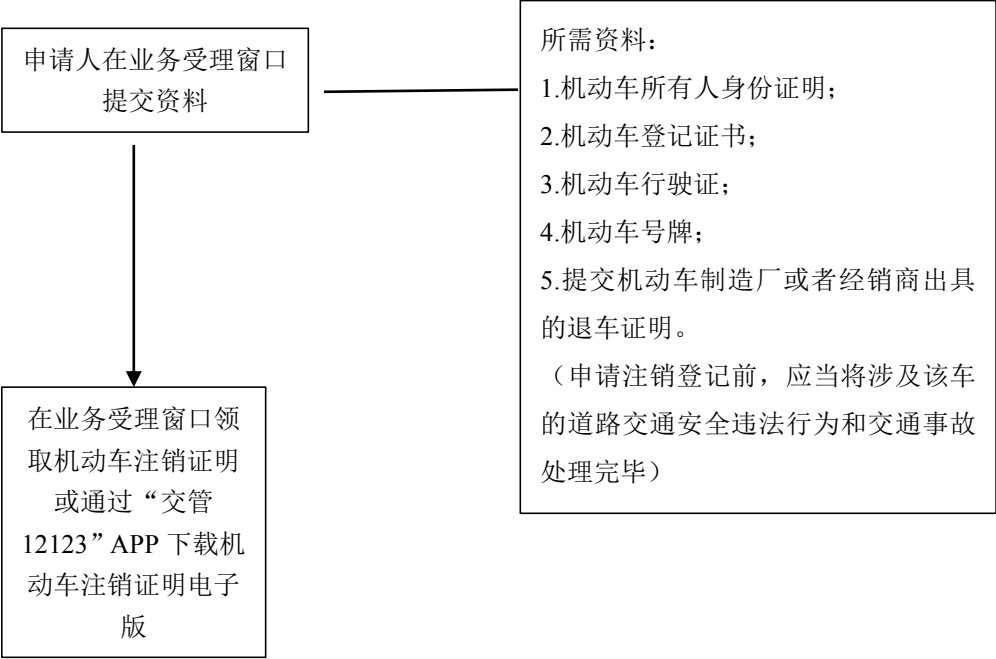 申请人在业务受理窗口
提交资料
所需资料：
1.机动车所有人身份证明；
2.机动车登记证书；
3.机动车行驶证；
4.机动车号牌；
5.提交机动车制造厂或者经销商出具
的退车证明。
（申请注销登记前，应当将涉及该车
的道路交通安全违法行为和交通事故
处理完毕）
在业务受理窗口领
取机动车注销证明
或通过“交管
12123”APP 下载机
动车注销证明电子
版